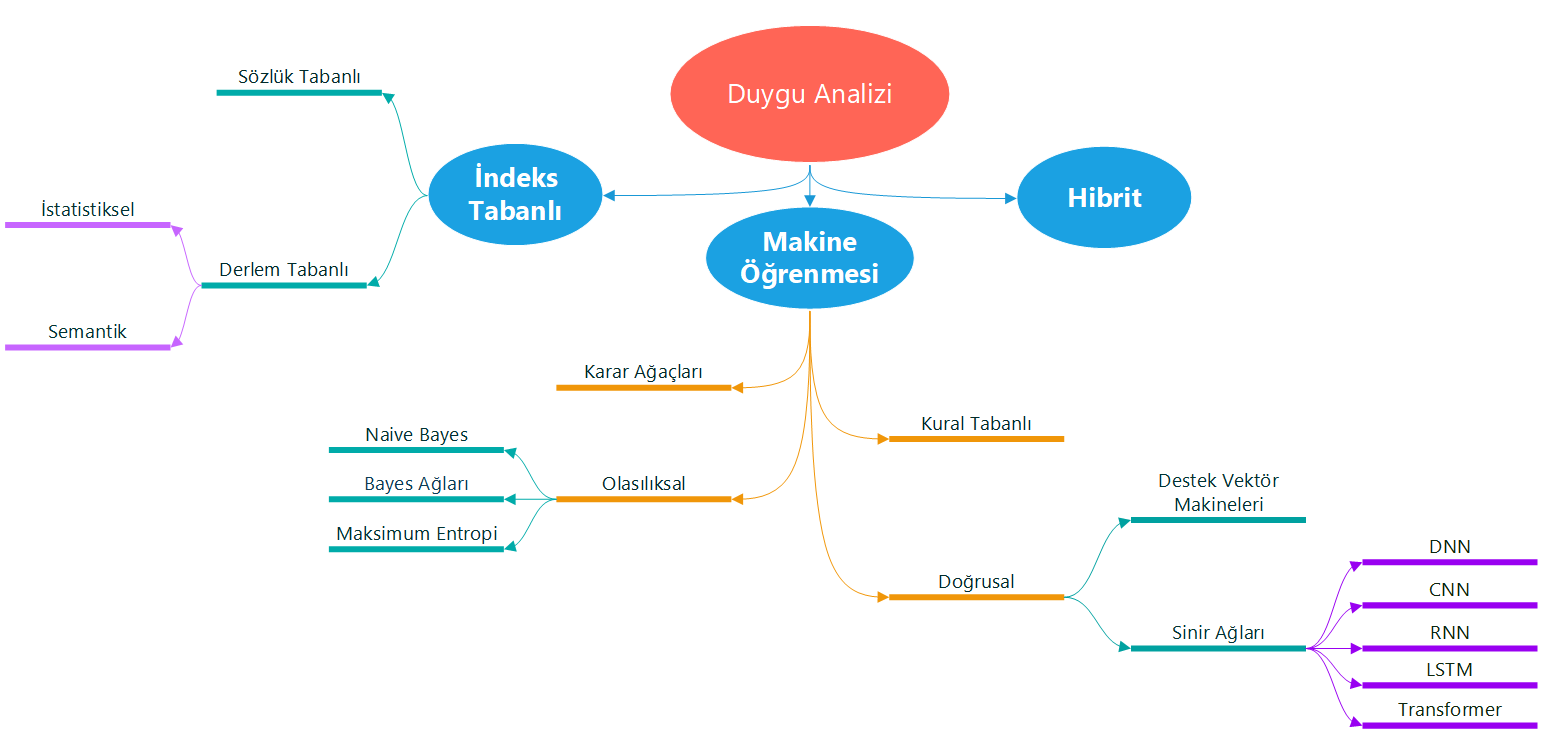 Duygu Analizi
Sözlük Tabanlı
İndeks
Tabanlı
Hibrit
İstatistiksel
Makine
Öğrenmesi
Derlem Tabanlı
Semantik
Karar Ağaçları
Kural Tabanlı
Naive Bayes
Bayes Ağları
Olasılıksal
Maksimum Entropi
Destek Vektör
Makineleri
Doğrusal
Sinir Ağları
DNN
CNN
RNN
LSTM
Transformer